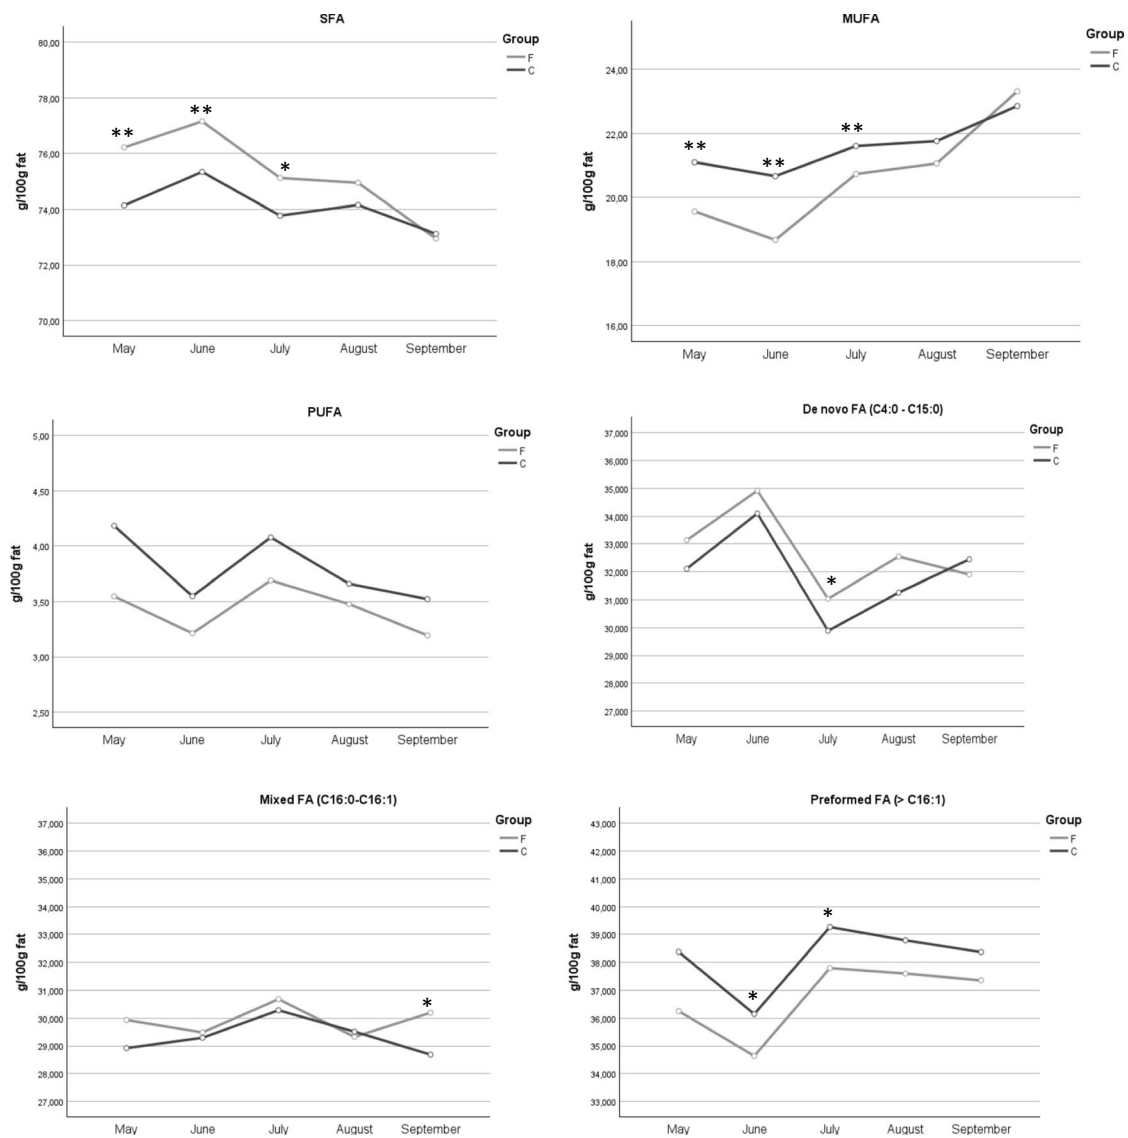 SFA
Group
F
C
g/100g fat
80,00
78,00
76,00
74,00
72,00
70,00
**
**
*
May June July August September
MUFA
Group
F
C
g/100g fat
24,00
22,00
20,00
18,00
16,00
**
**
**
May June July August September
PUFA
Group
F
C
g/100g fat
5,00
4,50
4,00
3,50
3,00
2,50
May June July August September
De novo FA (C4:0 - C15:0)
Group
F
C
g/100g fat
37,000
36,000
35,000
34,000
33,000
32,000
31,000
30,000
29,000
28,000
27,000
*
May June July August September
Mixed FA (C16:0-C16:1)
Group
F
C
g/100g fat
37,000
36,000
35,000
34,000
33,000
32,000
31,000
30,000
29,000
28,000
27,000
*
May June July August September
Preformed FA (> C16:1)
Group
F
C
g/100g fat
43,000
42,000
41,000
40,000
39,000
38,000
37,000
36,000
35,000
34,000
33,000
*
*
May June July August September